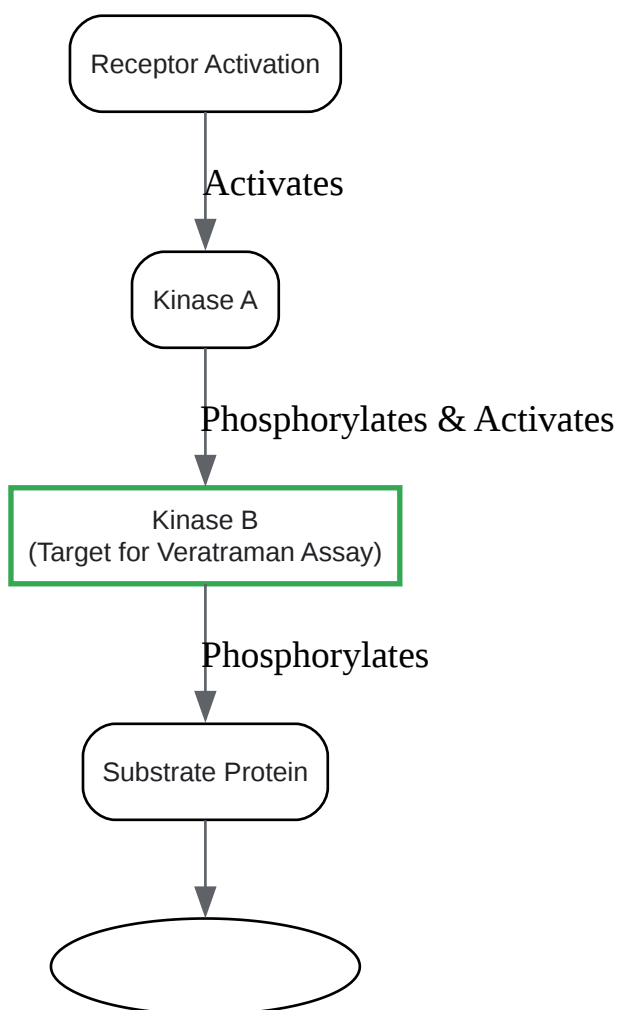 Receptor Activation
Activates
Kinase A
Phosphorylates & Activates
Kinase B
(Target for Veratraman Assay)
Phosphorylates
Substrate Protein